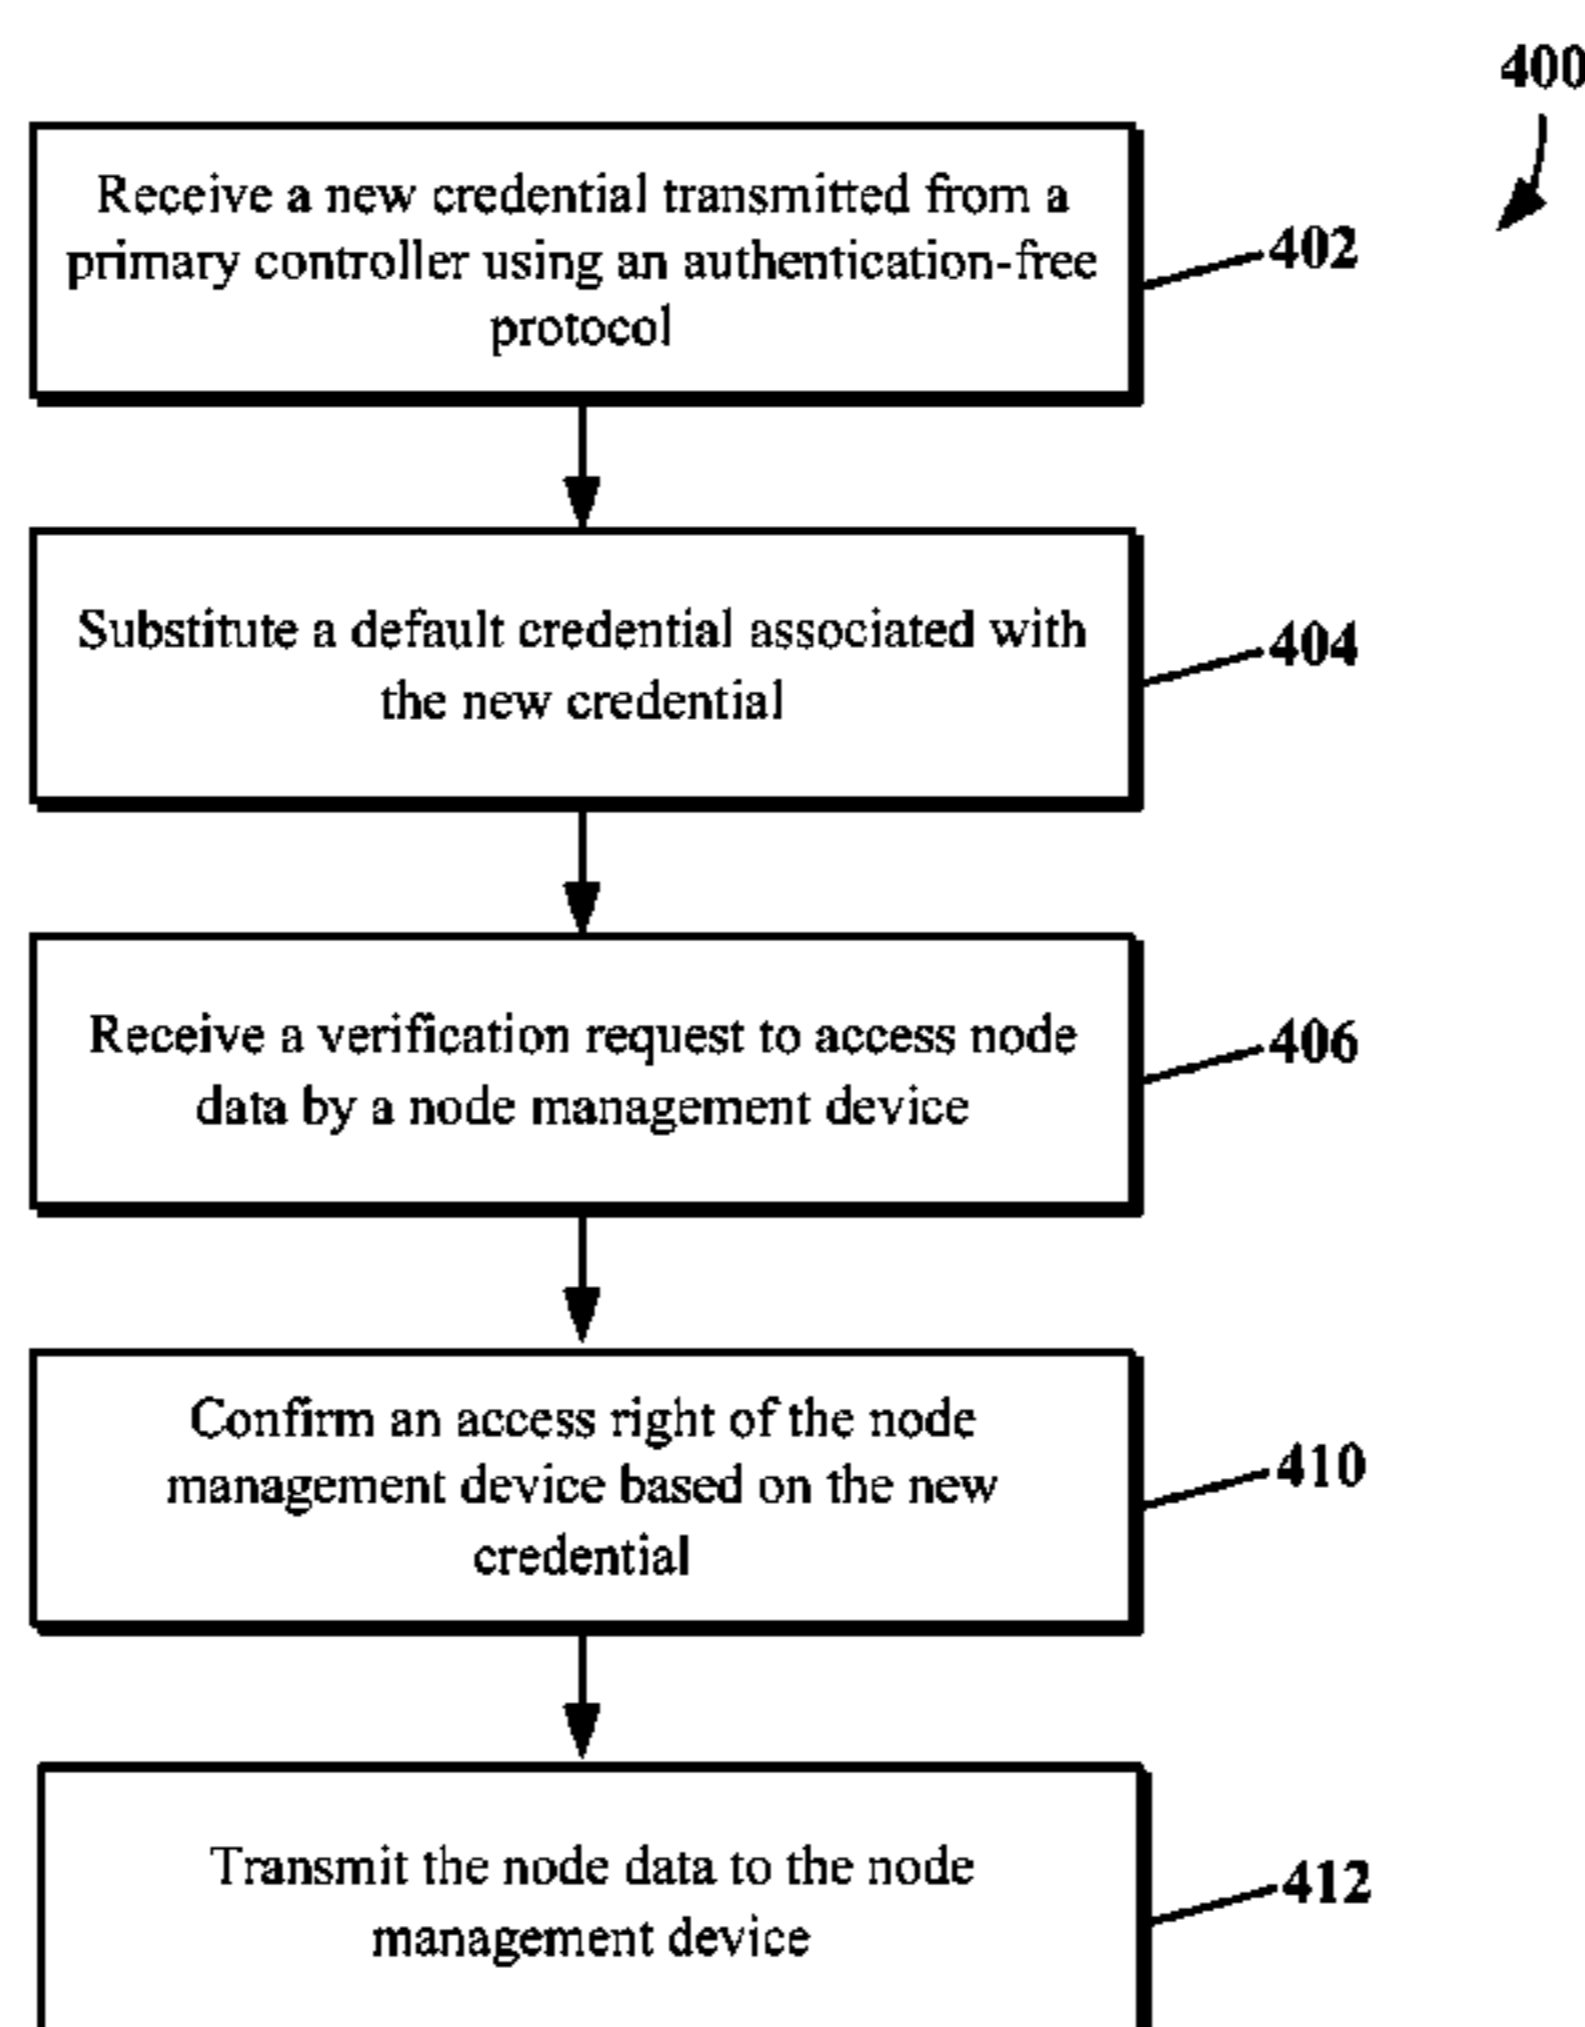 400
Receive a new credential transmitted from a
primary controller using an authentication-free
protocol
402
Substitute a default credential associated with
the new credential
404
Receive a verification request to access node
data by a node management device
406
Confirm an access right of the node
management device based on the new
credential
410
Transmit the node data to the node
management device
412